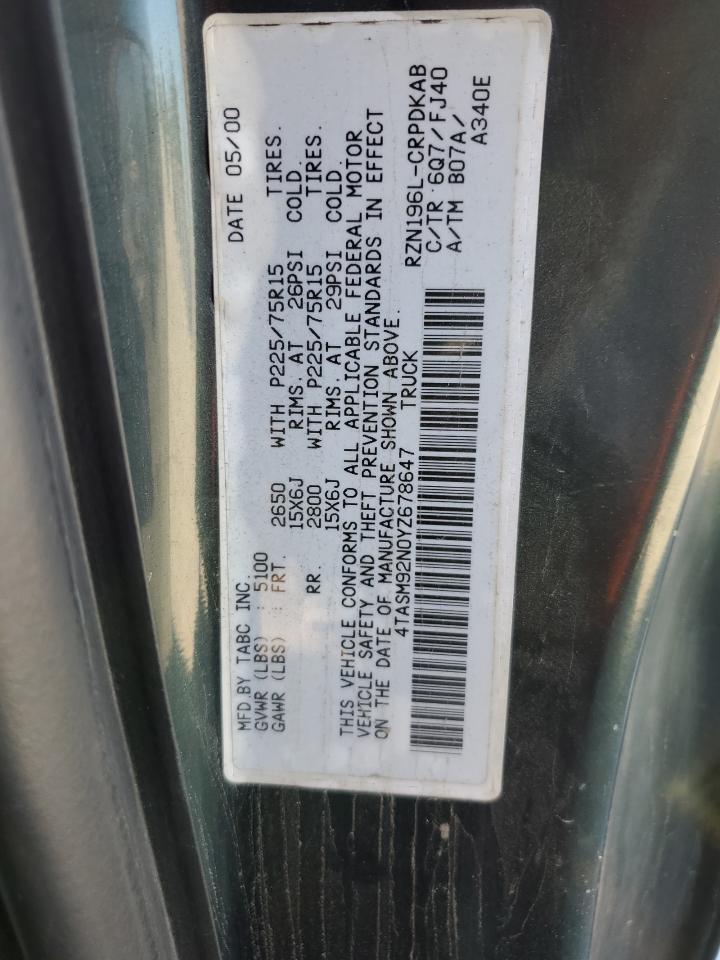 MFD.BY TABC INC. DATE 05/00
GVWR (LBS) : 5100
GAWR (LBS) : FRT. 2650 WITH P225/75R15 TIRES.
15X6J RIMS. AT 26PSI COLD.
RR. 2800 WITH P225/75R15 TIRES.
15X6J RIMS. AT 29PSI COLD.
THIS VEHICLE CONFORMS TO ALL APPLICABLE FEDERAL MOTOR
VEHICLE SAFETY AND THEFT PREVENTION STANDARDS IN EFFECT
ON THE DATE OF MANUFACTURE SHOWN ABOVE.
4TASM92N0YZ678647 TRUCK
RZN196L-CRPDKAB
C/TR 6Q7/FJ40
A/TM B07A/
A340E